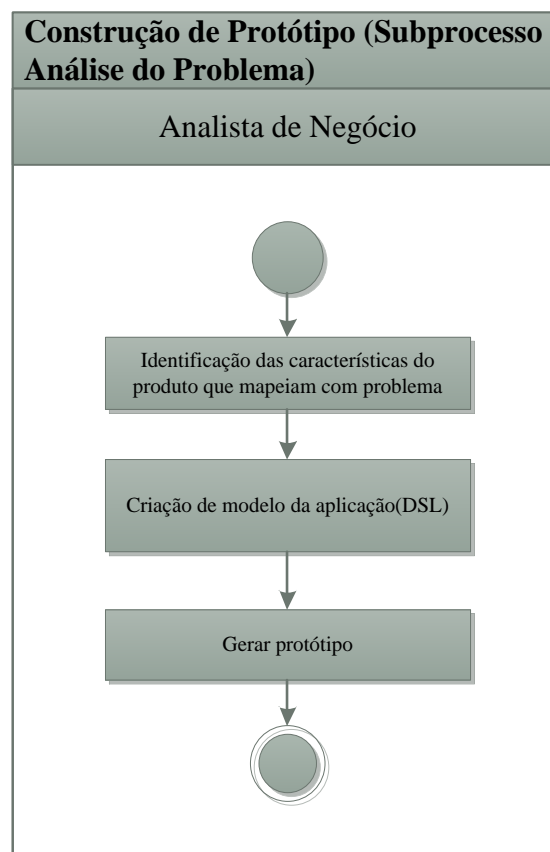 Construção de Protótipo (Subprocesso
Análise do Problema)
Analista de Negócio
Identificação das características do
produto que mapeiam com problema
Criação de modelo da aplicação(DSL)
Gerar protótipo